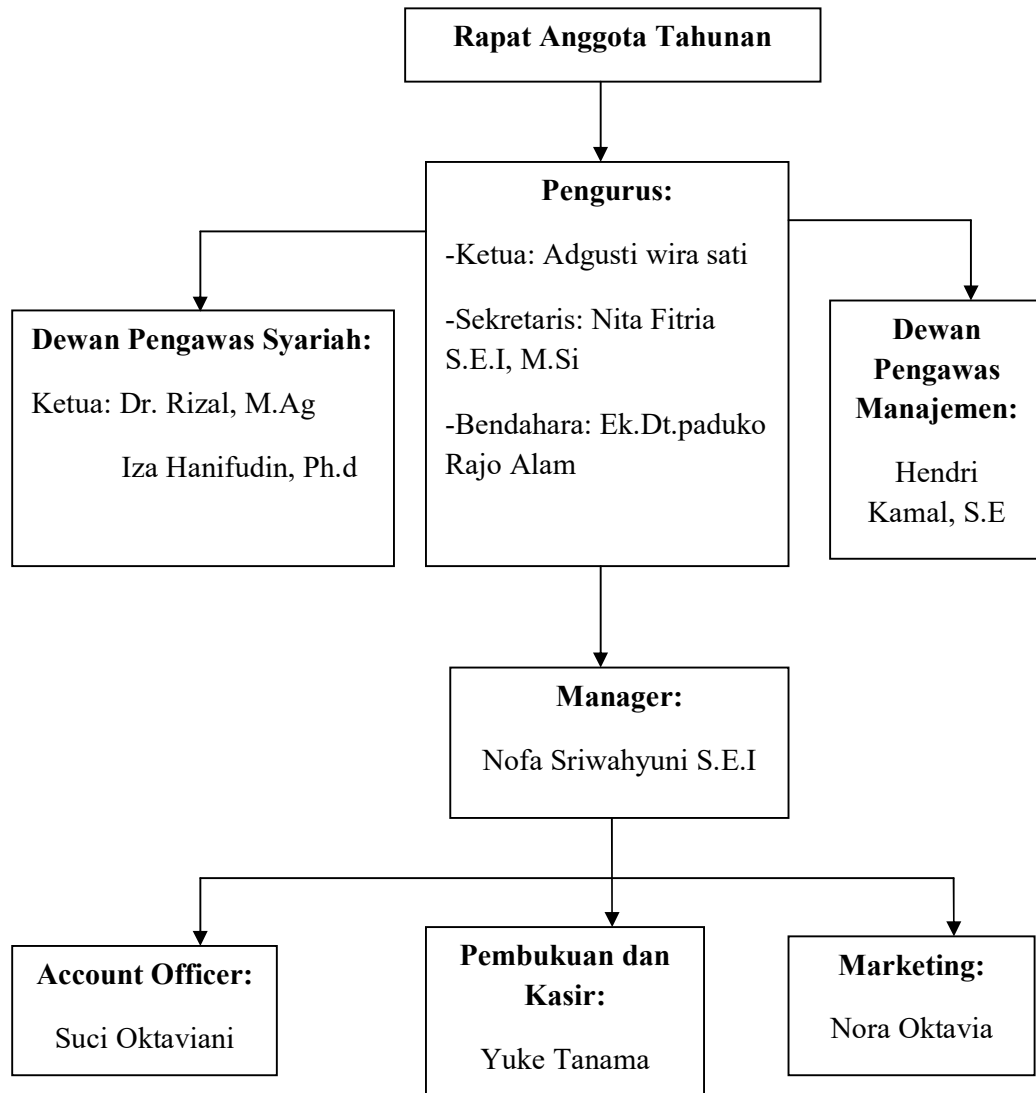 Rapat Anggota Tahunan
Pengurus:
-Ketua: Adgusti wira sati
-Sekretaris: Nita Fitria
S.E.I, M.Si
-Bendahara: Ek.Dt.paduko
Rajo Alam
Dewan Pengawas Syariah:
Ketua: Dr. Rizal, M.Ag
Iza Hanifudin, Ph.d
Dewan
Pengawas
Manajemen:
Hendri
Kamal, S.E
Manager:
Nofa Sriwahyuni S.E.I
Account Officer:
Suci Oktaviani
Pembukuan dan
Kasir:
Yuke Tanama
Marketing:
Nora Oktavia